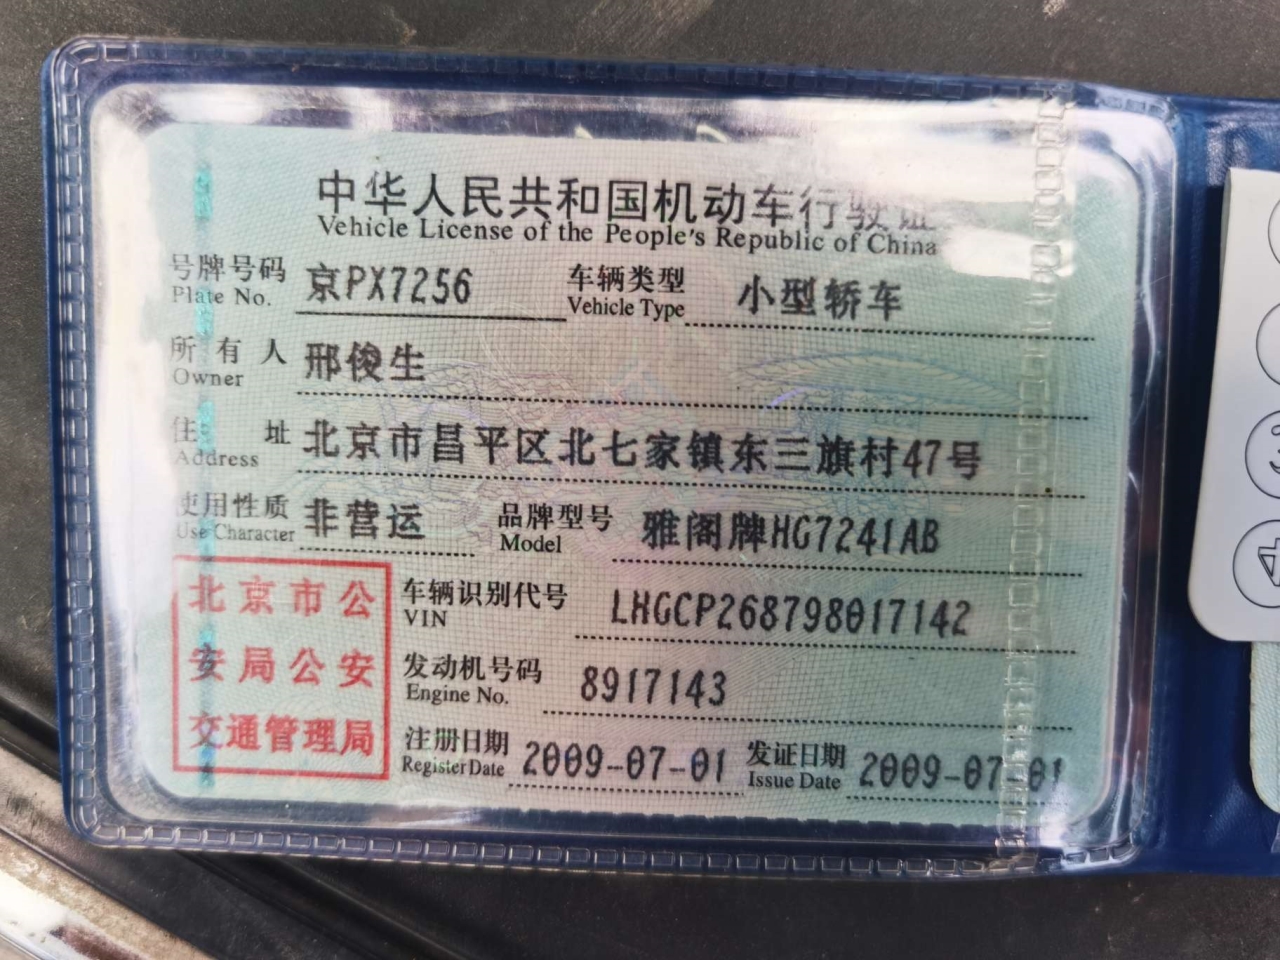 中华人民共和国机动车行驶证
Vehicle License of the People's Republic of China
号牌号码 京PX7256 车辆类型 小型轿车
Plate No. Vehicle Type
所有人 邢俊生
Owner
住址 北京市昌平区北七家镇东三旗村47号
Address
使用性质 非营运 品牌型号 雅阁牌HG7241AB
Use Character Model
北京市公
安局公安
交通管理局
车辆识别代号 LHGCP268798017142
VIN
发动机号码 8917143
Engine No.
注册日期 2009-07-01 发证日期 2009-07-01
Register Date Issue Date
3
4